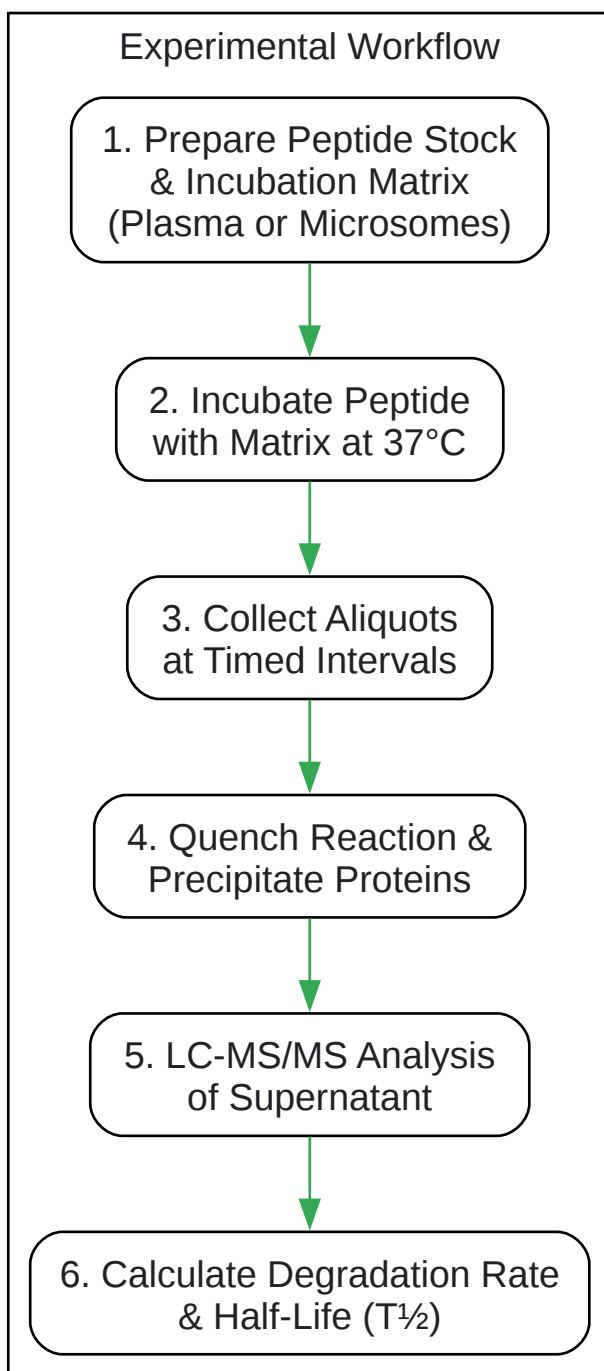 Experimental Workflow
1. Prepare Peptide Stock
& Incubation Matrix
(Plasma or Microsomes)
2. Incubate Peptide
with Matrix at 37°C
3. Collect Aliquots
at Timed Intervals
4. Quench Reaction &
Precipitate Proteins
5. LC-MS/MS Analysis
of Supernatant
6. Calculate Degradation Rate
& Half-Life (T½)